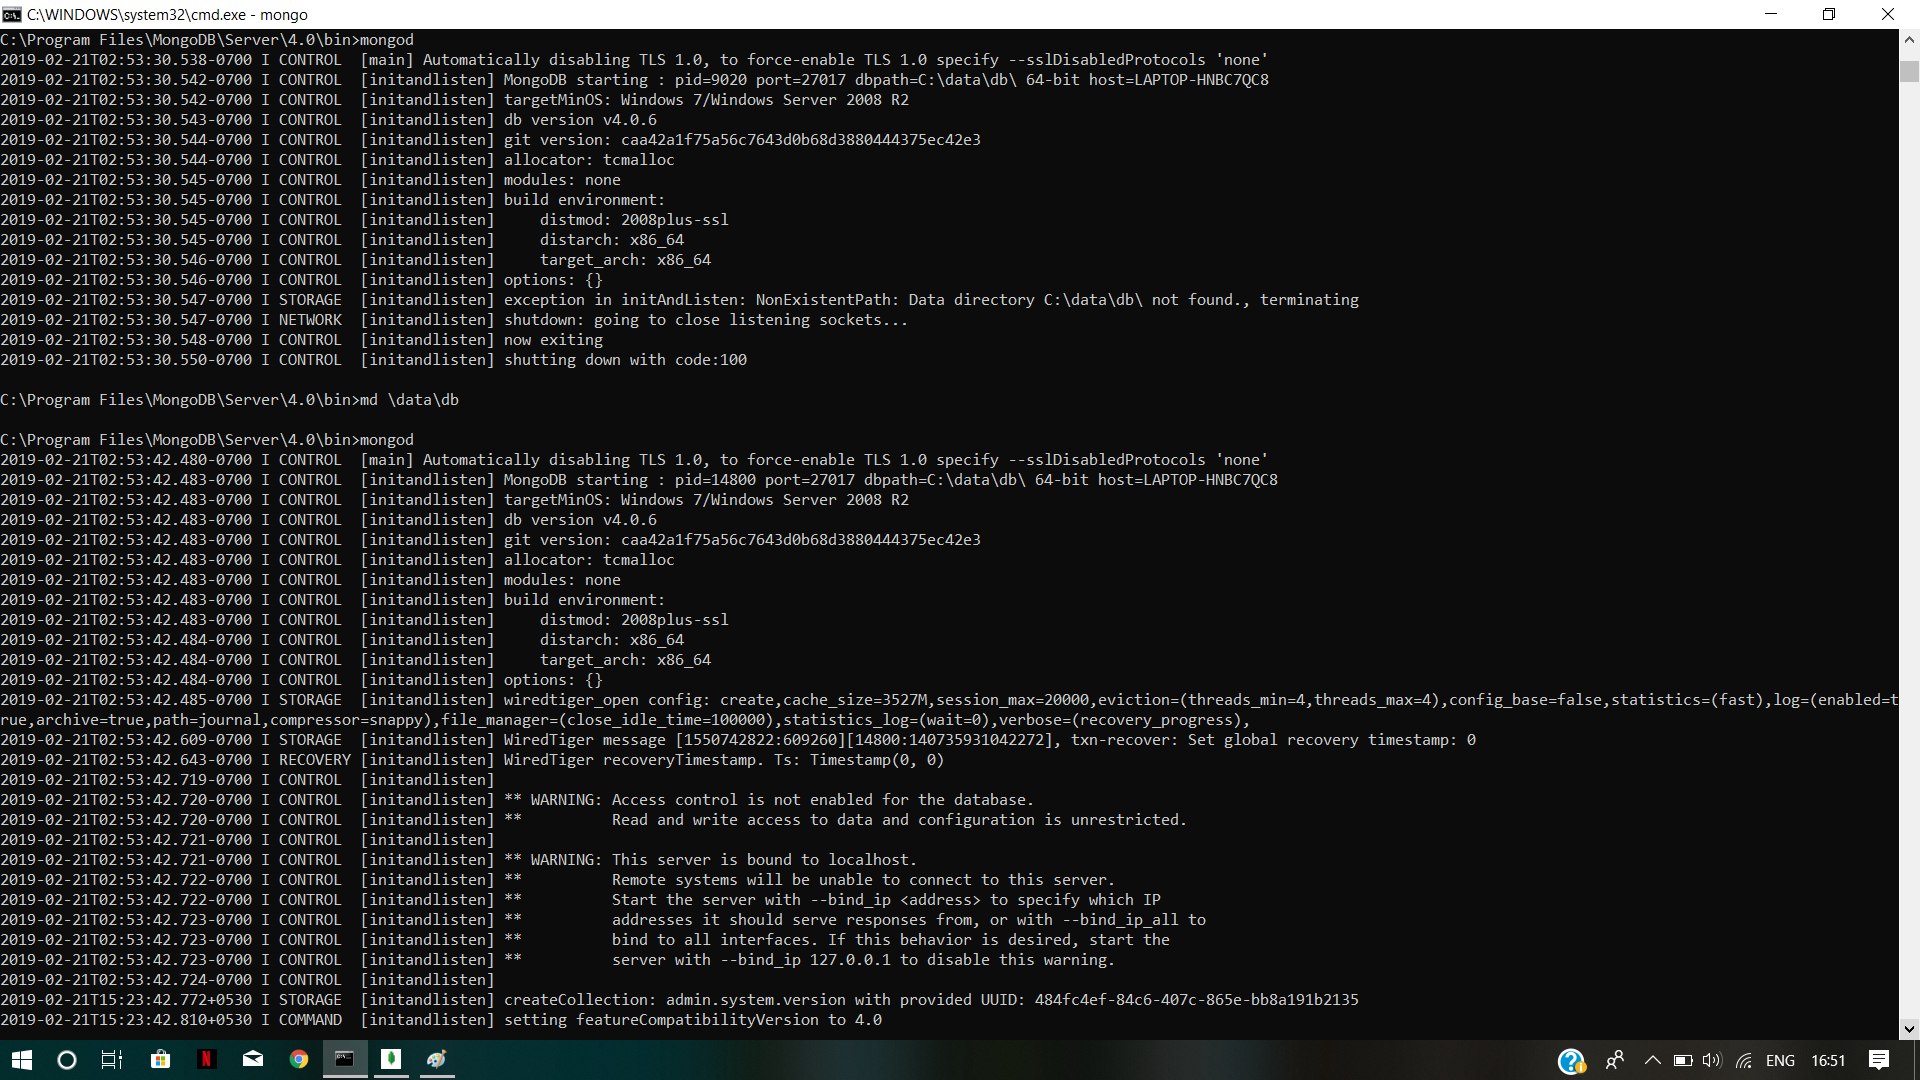 C:\WINDOWS\system32\cmd.exe - mongo
C:\Program Files\MongoDB\Server\4.0\bin>mongod
2019-02-21T02:53:30.538-0700 I CONTROL  [main] Automatically disabling TLS 1.0, to force-enable TLS 1.0 specify --sslDisabledProtocols 'none'
2019-02-21T02:53:30.542-0700 I CONTROL  [initandlisten] MongoDB starting : pid=9020 port=27017 dbpath=C:\data\db\ 64-bit host=LAPTOP-HNBC7QC8
2019-02-21T02:53:30.542-0700 I CONTROL  [initandlisten] targetMinOS: Windows 7/Windows Server 2008 R2
2019-02-21T02:53:30.543-0700 I CONTROL  [initandlisten] db version v4.0.6
2019-02-21T02:53:30.544-0700 I CONTROL  [initandlisten] git version: caa42a1f75a56c7643d0b68d3880444375ec42e3
2019-02-21T02:53:30.544-0700 I CONTROL  [initandlisten] allocator: tcmalloc
2019-02-21T02:53:30.545-0700 I CONTROL  [initandlisten] modules: none
2019-02-21T02:53:30.545-0700 I CONTROL  [initandlisten] build environment:
2019-02-21T02:53:30.545-0700 I CONTROL  [initandlisten]     distmod: 2008plus-ssl
2019-02-21T02:53:30.545-0700 I CONTROL  [initandlisten]     distarch: x86_64
2019-02-21T02:53:30.546-0700 I CONTROL  [initandlisten]     target_arch: x86_64
2019-02-21T02:53:30.546-0700 I CONTROL  [initandlisten] options: {}
2019-02-21T02:53:30.547-0700 I STORAGE  [initandlisten] exception in initAndListen: NonExistentPath: Data directory C:\data\db\ not found., terminating
2019-02-21T02:53:30.547-0700 I NETWORK  [initandlisten] shutdown: going to close listening sockets...
2019-02-21T02:53:30.548-0700 I CONTROL  [initandlisten] now exiting
2019-02-21T02:53:30.550-0700 I CONTROL  [initandlisten] shutting down with code:100
C:\Program Files\MongoDB\Server\4.0\bin>md \data\db
C:\Program Files\MongoDB\Server\4.0\bin>mongod
2019-02-21T02:53:42.480-0700 I CONTROL  [main] Automatically disabling TLS 1.0, to force-enable TLS 1.0 specify --sslDisabledProtocols 'none'
2019-02-21T02:53:42.483-0700 I CONTROL  [initandlisten] MongoDB starting : pid=14800 port=27017 dbpath=C:\data\db\ 64-bit host=LAPTOP-HNBC7QC8
2019-02-21T02:53:42.483-0700 I CONTROL  [initandlisten] targetMinOS: Windows 7/Windows Server 2008 R2
2019-02-21T02:53:42.483-0700 I CONTROL  [initandlisten] db version v4.0.6
2019-02-21T02:53:42.483-0700 I CONTROL  [initandlisten] git version: caa42a1f75a56c7643d0b68d3880444375ec42e3
2019-02-21T02:53:42.483-0700 I CONTROL  [initandlisten] allocator: tcmalloc
2019-02-21T02:53:42.483-0700 I CONTROL  [initandlisten] modules: none
2019-02-21T02:53:42.483-0700 I CONTROL  [initandlisten] build environment:
2019-02-21T02:53:42.483-0700 I CONTROL  [initandlisten]     distmod: 2008plus-ssl
2019-02-21T02:53:42.484-0700 I CONTROL  [initandlisten]     distarch: x86_64
2019-02-21T02:53:42.484-0700 I CONTROL  [initandlisten]     target_arch: x86_64
2019-02-21T02:53:42.484-0700 I CONTROL  [initandlisten] options: {}
2019-02-21T02:53:42.485-0700 I STORAGE  [initandlisten] wiredtiger_open config: create,cache_size=3527M,session_max=20000,eviction=(threads_min=4,threads_max=4),config_base=false,statistics=(fast),log=(enabled=t
rue,archive=true,path=journal,compressor=snappy),file_manager=(close_idle_time=100000),statistics_log=(wait=0),verbose=(recovery_progress),
2019-02-21T02:53:42.609-0700 I STORAGE  [initandlisten] WiredTiger message [1550742822:609260][14800:140735931042272], txn-recover: Set global recovery timestamp: 0
2019-02-21T02:53:42.643-0700 I RECOVERY [initandlisten] WiredTiger recoveryTimestamp. Ts: Timestamp(0, 0)
2019-02-21T02:53:42.719-0700 I CONTROL  [initandlisten]
2019-02-21T02:53:42.720-0700 I CONTROL  [initandlisten] ** WARNING: Access control is not enabled for the database.
2019-02-21T02:53:42.720-0700 I CONTROL  [initandlisten] **          Read and write access to data and configuration is unrestricted.
2019-02-21T02:53:42.721-0700 I CONTROL  [initandlisten]
2019-02-21T02:53:42.721-0700 I CONTROL  [initandlisten] ** WARNING: This server is bound to localhost.
2019-02-21T02:53:42.722-0700 I CONTROL  [initandlisten] **          Remote systems will be unable to connect to this server.
2019-02-21T02:53:42.722-0700 I CONTROL  [initandlisten] **          Start the server with --bind_ip <address> to specify which IP
2019-02-21T02:53:42.723-0700 I CONTROL  [initandlisten] **          addresses it should serve responses from, or with --bind_ip_all to
2019-02-21T02:53:42.723-0700 I CONTROL  [initandlisten] **          bind to all interfaces. If this behavior is desired, start the
2019-02-21T02:53:42.723-0700 I CONTROL  [initandlisten] **          server with --bind_ip 127.0.0.1 to disable this warning.
2019-02-21T02:53:42.724-0700 I CONTROL  [initandlisten]
2019-02-21T15:23:42.772+0530 I STORAGE  [initandlisten] createCollection: admin.system.version with provided UUID: 484fc4ef-84c6-407c-865e-bb8a191b2135
2019-02-21T15:23:42.810+0530 I COMMAND  [initandlisten] setting featureCompatibilityVersion to 4.0
ENG 16:51